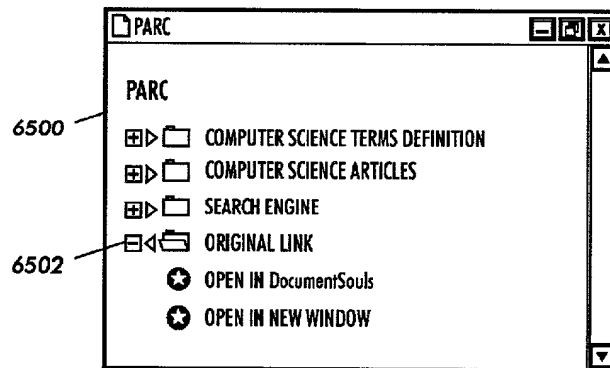 PARC
PARC
6500
COMPUTER SCIENCE TERMS DEFINITION
COMPUTER SCIENCE ARTICLES
SEARCH ENGINE
6502
ORIGINAL LINK
OPEN IN DocumentSouls
OPEN IN NEW WINDOW